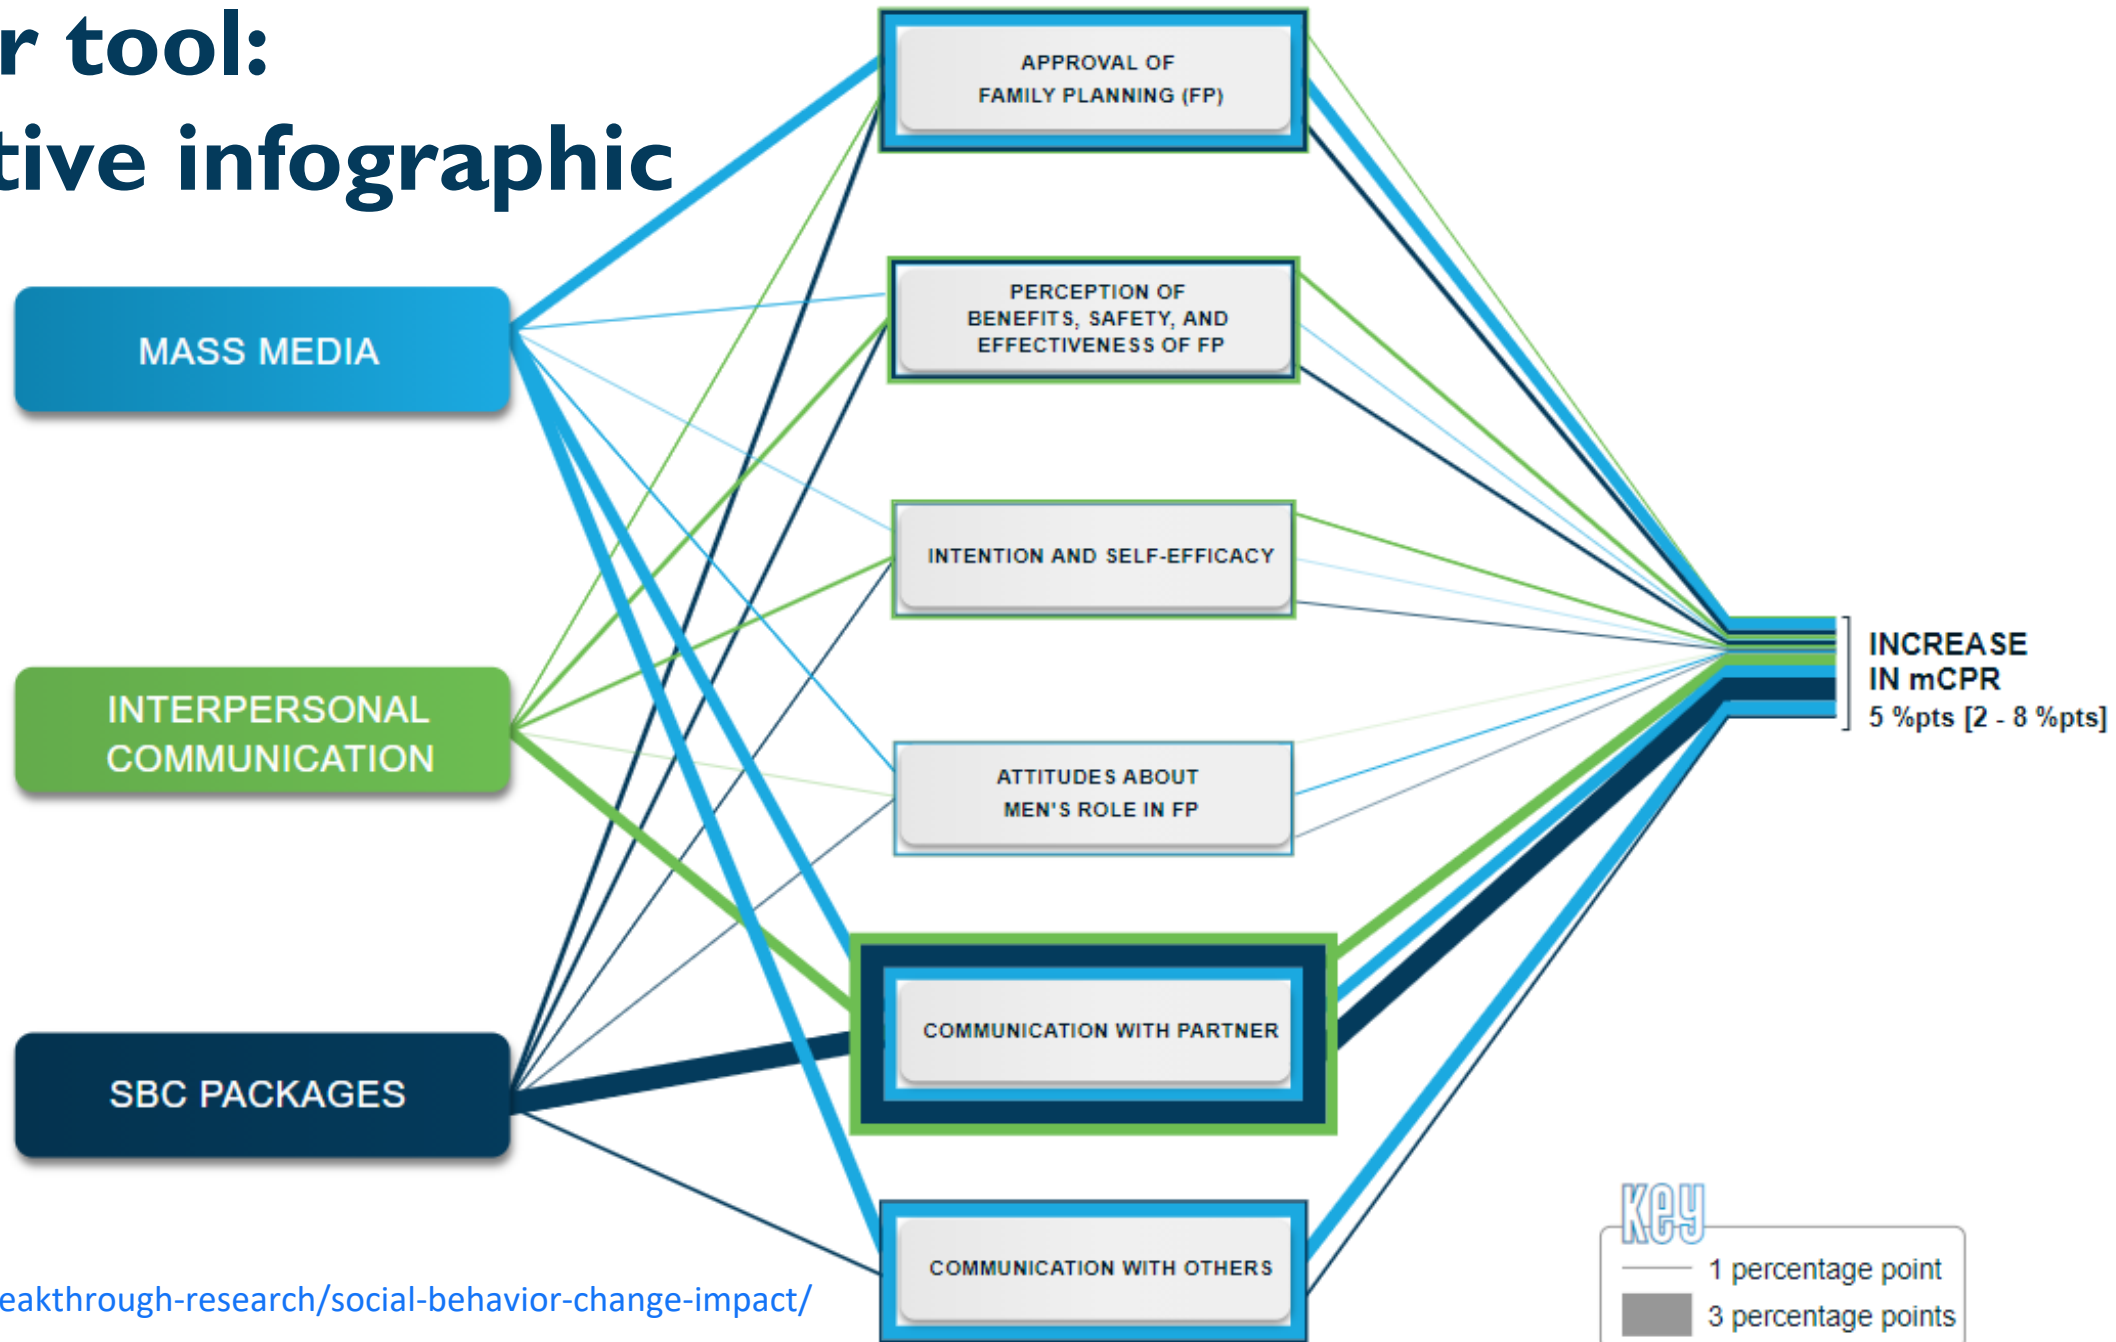 r tool:
tive infographic
MASS MEDIA
INTERPERSONAL
COMMUNICATION
SBC PACKAGES
APPROVAL OF
FAMILY PLANNING (FP)
PERCEPTION OF
BENEFITS, SAFETY, AND
EFFECTIVENESS OF FP
INTENTION AND SELF-EFFICACY
ATTITUDES ABOUT
MEN'S ROLE IN FP
COMMUNICATION WITH PARTNER
COMMUNICATION WITH OTHERS
INCREASE
IN mCPR
5 %pts [2 - 8 %pts]
Key
1 percentage point
3 percentage points
eakthrough-research/social-behavior-change-impact/